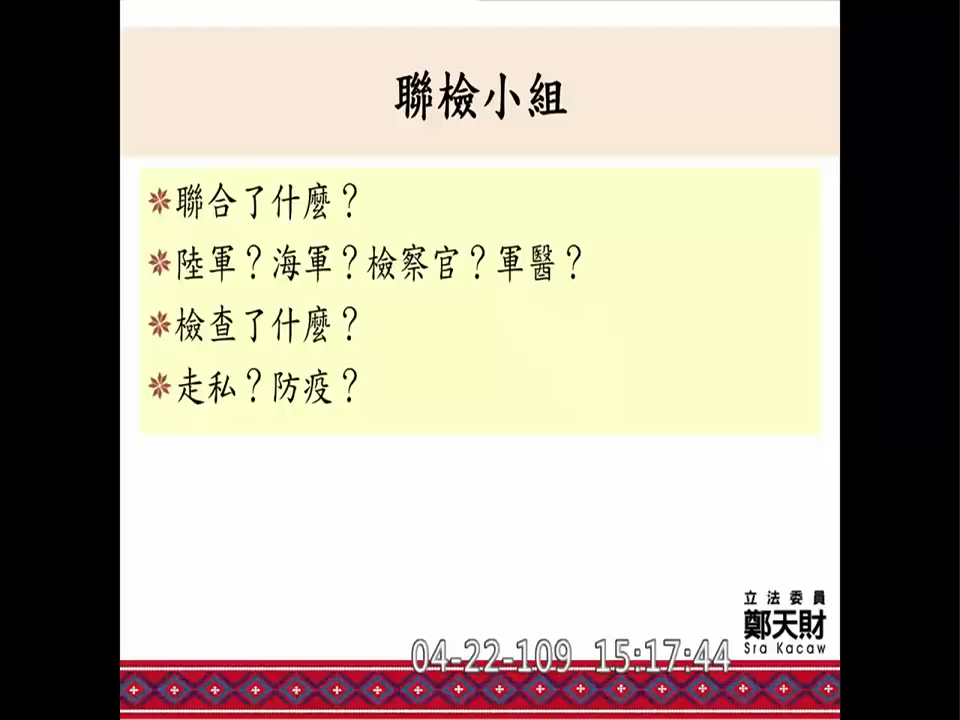 聯檢小組
聯合了什麼？
陸軍？海軍？檢察官？軍醫？
檢查了什麼？
走私？防疫？
立法委員
鄭天財
Sra Kacaw
04-22-109 15:17:44